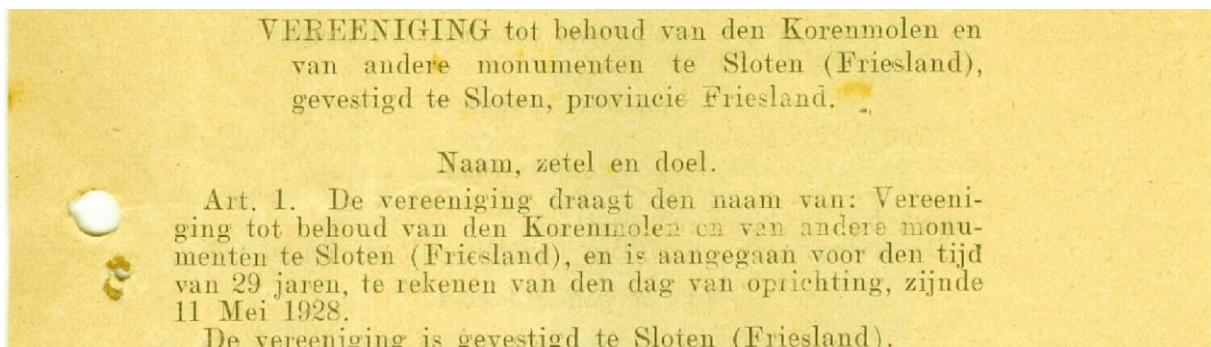 VEREENIGING tot behoud van den Korenmolen en
van andere monumenten te Sloten (Friesland),
gevestigd te Sloten, provincie Friesland.
Naam, zetel en doel.
Art. 1. De vereeniging draagt den naam van: Vereeni-
ging tot behoud van den Korenmolen en van andere monu-
menten te Sloten (Friesland), en is aangegaan voor den tijd
van 29 jaren, te rekenen van den dag van oprichting, zijnde
11 Mei 1928.
De vereeniging is gevestigd te Sloten (Friesland).